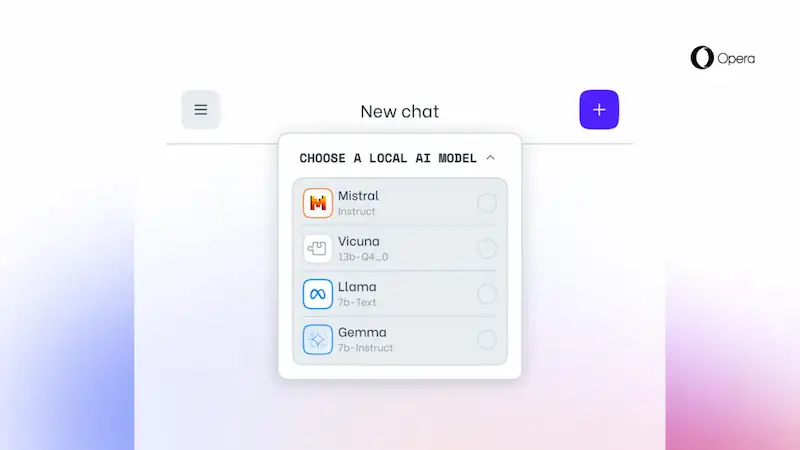 Opera
New chat
CHOOSE A LOCAL AI MODEL
Mistral
Instruct
Vicuna
13b-Q4_0
Llama
7b-Text
Gemma
7b-Instruct